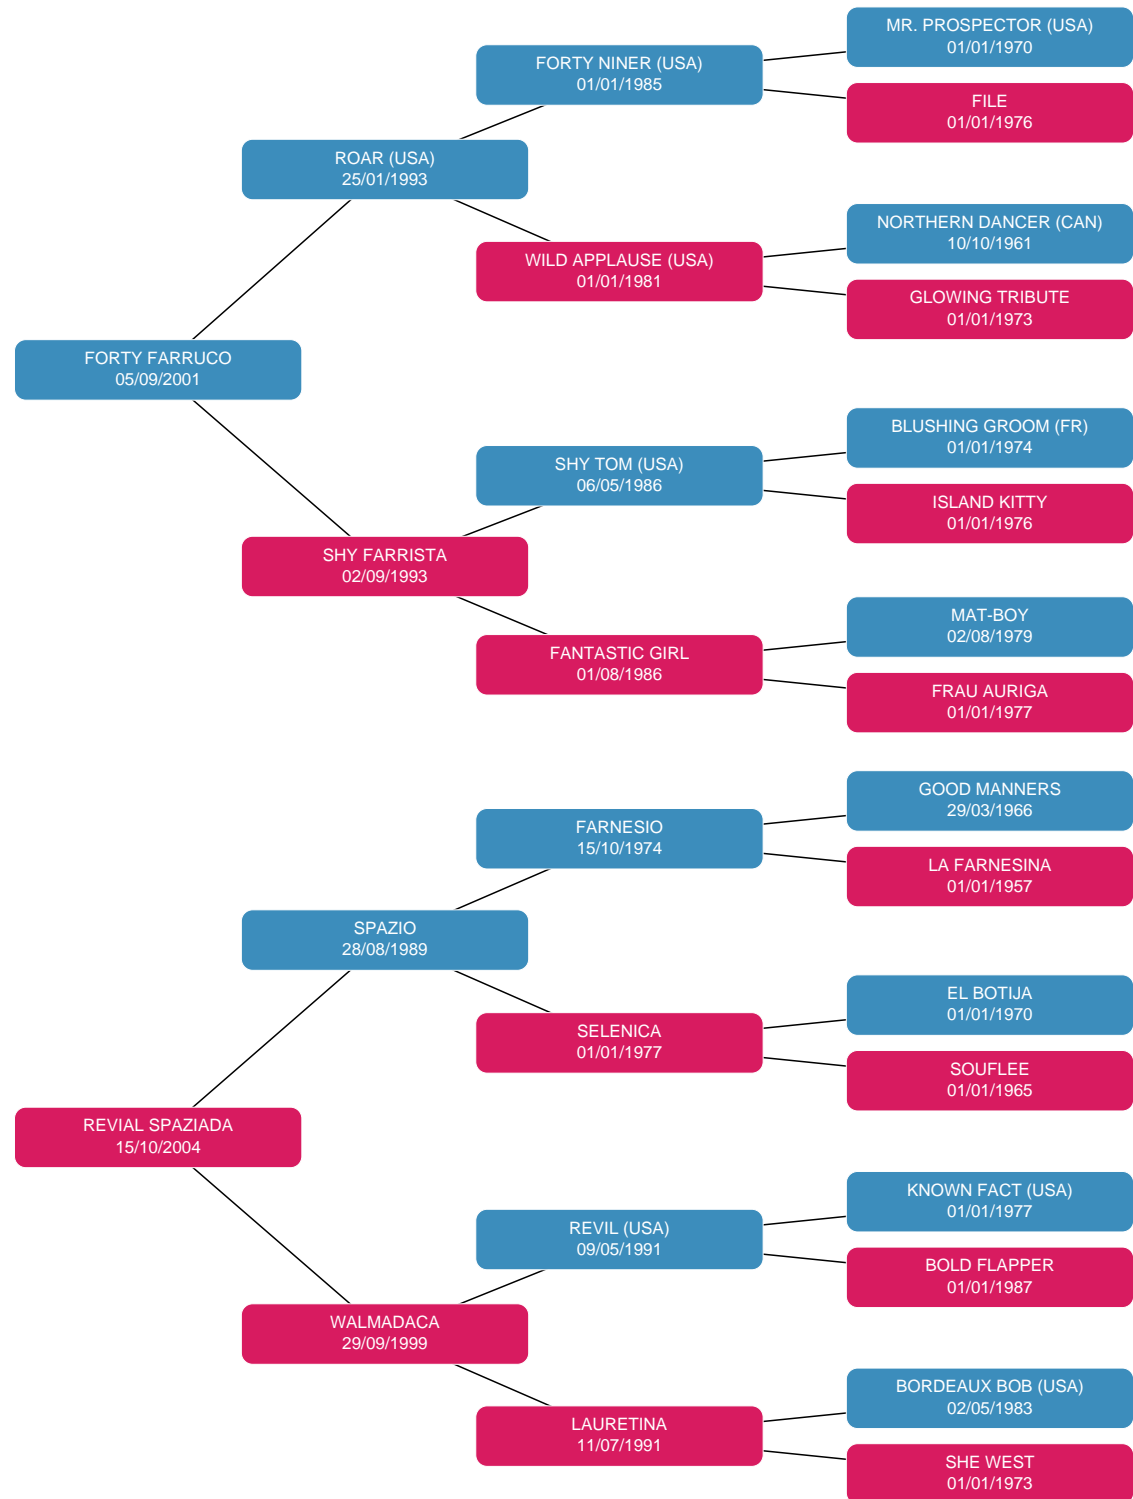 MR. PROSPECTOR (USA)
01/01/1970
FORTY NINER (USA)
01/01/1985
FILE
01/01/1976
ROAR (USA)
25/01/1993
NORTHERN DANCER (CAN)
10/10/1961
WILD APPLAUSE (USA)
01/01/1981
GLOWING TRIBUTE
01/01/1973
FORTY FARRUCO
05/09/2001
BLUSHING GROOM (FR)
01/01/1974
SHY TOM (USA)
06/05/1986
ISLAND KITTY
01/01/1976
SHY FARRISTA
02/09/1993
MAT-BOY
02/08/1979
FANTASTIC GIRL
01/08/1986
FRAU AURIGA
01/01/1977
GOOD MANNERS
29/03/1966
FARNESIO
15/10/1974
LA FARNESINA
01/01/1957
SPAZIO
28/08/1989
EL BOTIJA
01/01/1970
SELENICA
01/01/1977
SOUFLEE
01/01/1965
REVIAL SPAZIADA
15/10/2004
KNOWN FACT (USA)
01/01/1977
REVIL (USA)
09/05/1991
BOLD FLAPPER
01/01/1987
WALMADACA
29/09/1999
BORDEAUX BOB (USA)
02/05/1983
LAURETINA
11/07/1991
SHE WEST
01/01/1973